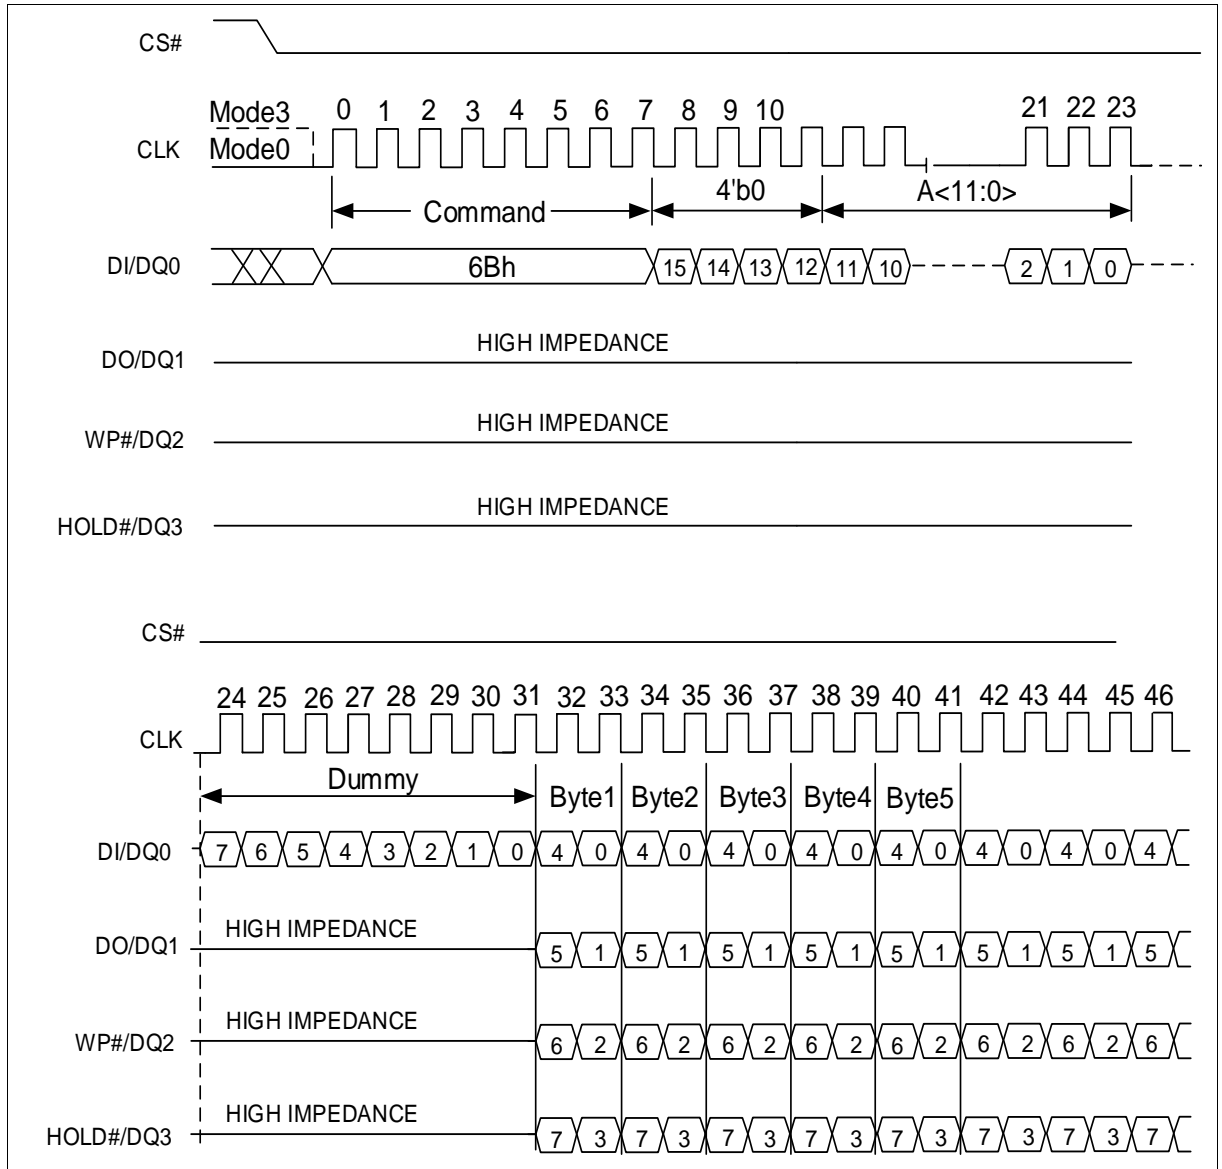 CS#
Mode3 0 1 2 3 4 5 6 7 8 9 10 21 22 23
CLK Mode0
Command 4'b0 A<11:0>
DI/DQ0 6Bh 15 14 13 12 11 10 2 1 0
HIGH IMPEDANCE
DO/DQ1
HIGH IMPEDANCE
WP#/DQ2
HIGH IMPEDANCE
HOLD#/DQ3
CS#
24 25 26 27 28 29 30 31 32 33 34 35 36 37 38 39 40 41 42 43 44 45 46
CLK
Dummy Byte1 Byte2 Byte3 Byte4 Byte5
DI/DQ0 7 6 5 4 3 2 1 0 4 0 4 0 4 0 4 0 4 0 4 0 4 0 4
HIGH IMPEDANCE
DO/DQ1 5 1 5 1 5 1 5 1 5 1 5 1 5 1 5
HIGH IMPEDANCE
WP#/DQ2 6 2 6 2 6 2 6 2 6 2 6 2 6 2 6
HIGH IMPEDANCE
HOLD#/DQ3 7 3 7 3 7 3 7 3 7 3 7 3 7 3 7